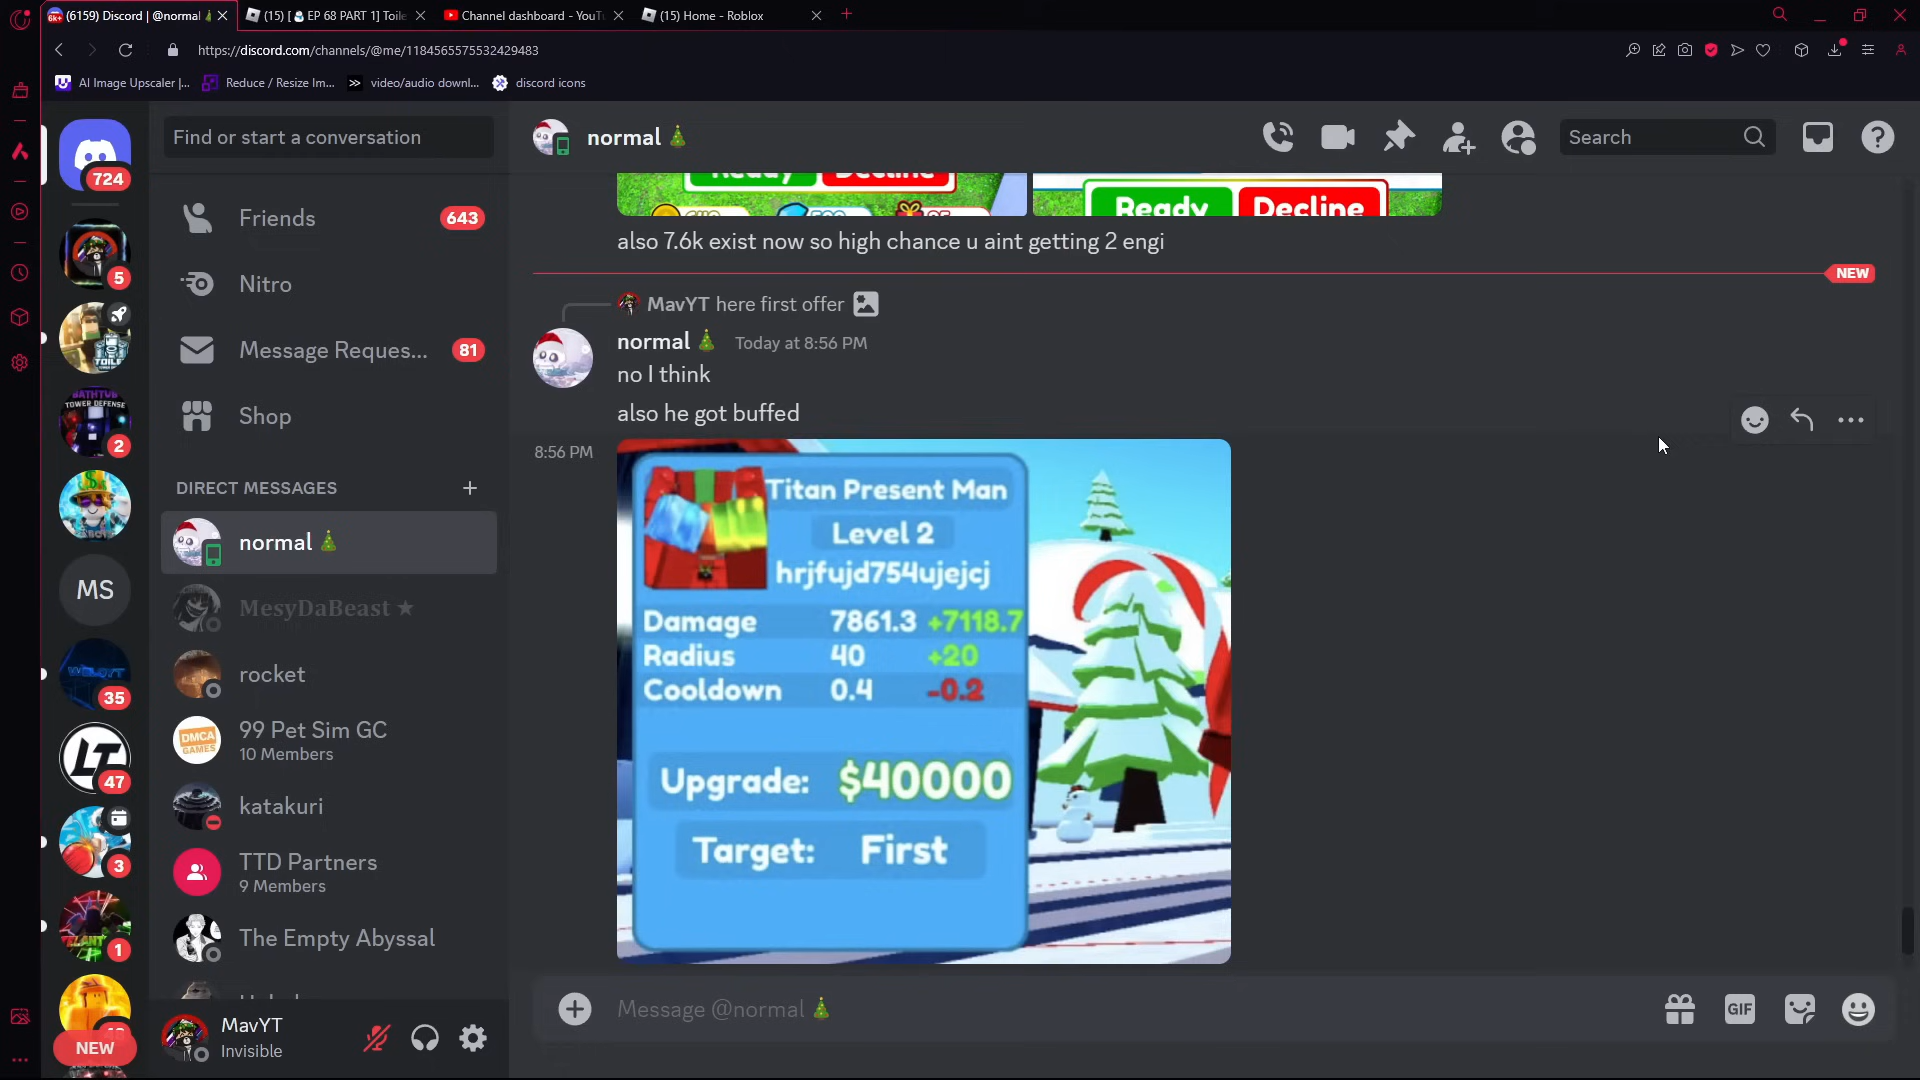 (6159) Discord | @normal
(15) [ EP 68 PART 1] Toile
Channel dashboard - YouTu
(15) Home - Roblox
https://discord.com/channels/@me/1184565575532429483
AI Image Upscaler |...
Reduce / Resize Im...
video/audio downl...
discord icons
Find or start a conversation
normal
Search
724
Friends
643
Ready
Decline
Ready
Decline
also 7.6k exist now so high chance u aint getting 2 engi
5
Nitro
NEW
MavYT here first offer
normal
Today at 8:56 PM
Message Reques...
81
no I think
Shop
also he got buffed
2
8:56 PM
DIRECT MESSAGES
Titan Present Man
Level 2
hrjfujd754ujejcj
normal
MS
MesyDaBeast ★
Damage 7861.3 +7118.7
Radius 40 +20
Cooldown 0.4 -0.2
rocket
35
99 Pet Sim GC
10 Members
DMCA GAMES
LT
47
Upgrade: $40000
katakuri
Target: First
TTD Partners
9 Members
3
The Empty Abyssal
1
Message @normal
GIF
MavYT
Invisible
NEW